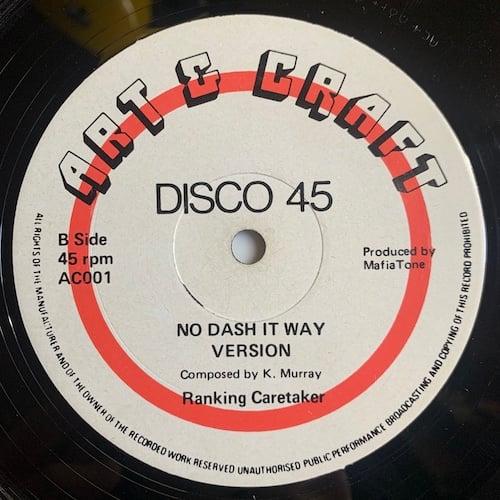 ART & CRAFT
DISCO 45
B Side
45 rpm
AC001
Produced by
MafiaTone
NO DASH IT WAY
VERSION
Composed by K. Murray
Ranking Caretaker
ALL RIGHTS OF THE MANUFACTURER AND OF THE OWNER OF THE RECORDED WORK RESERVED UNAUTHORISED PUBLIC PERFORMANCE BROADCASTING AND COPYING OF THIS RECORD PROHIBITED